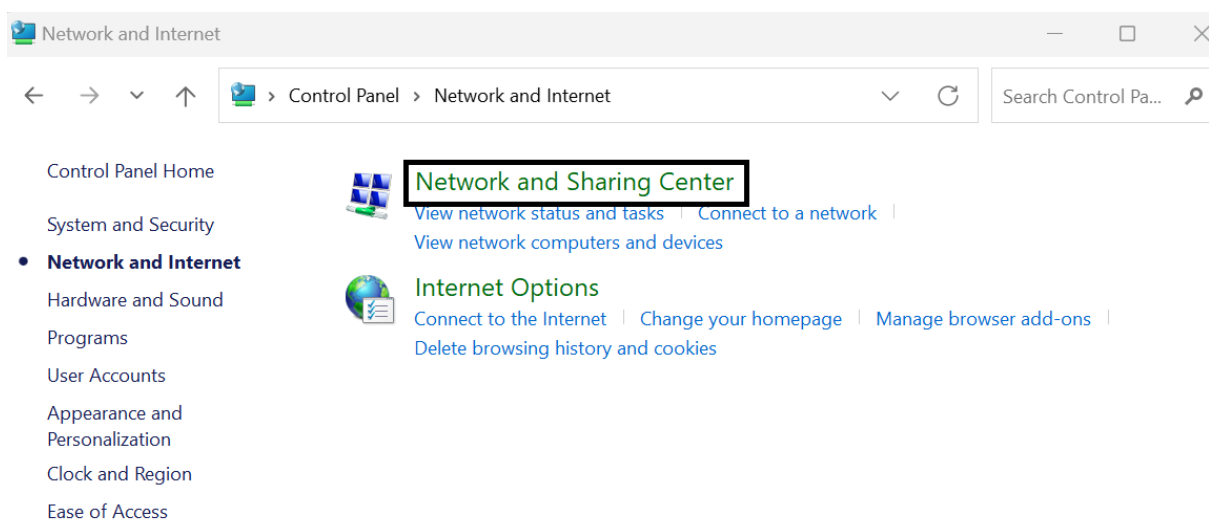 Network and Internet
Control Panel > Network and Internet
Search Control Pa...
Control Panel Home
System and Security
Network and Internet
Hardware and Sound
Programs
User Accounts
Appearance and
Personalization
Clock and Region
Ease of Access
Network and Sharing Center
View network status and tasks
Connect to a network
View network computers and devices
Internet Options
Connect to the Internet
Change your homepage
Manage browser add-ons
Delete browsing history and cookies